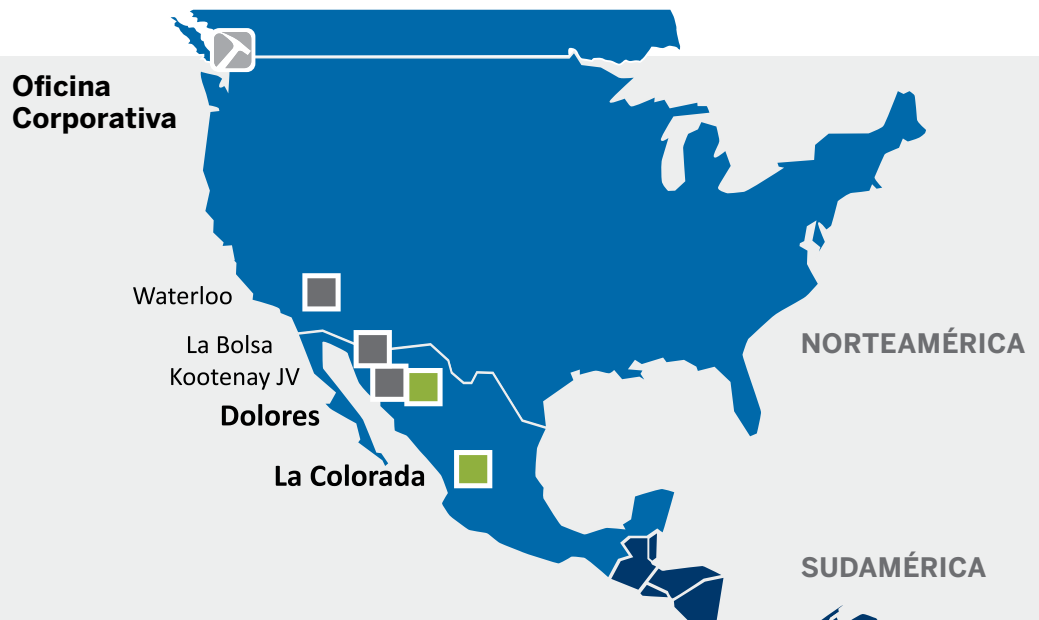 Oficina
Corporativa
Waterloo
La Bolsa
NORTEAMÉRICA
Kootenay JV
Dolores
La Colorada
SUDAMÉRICA